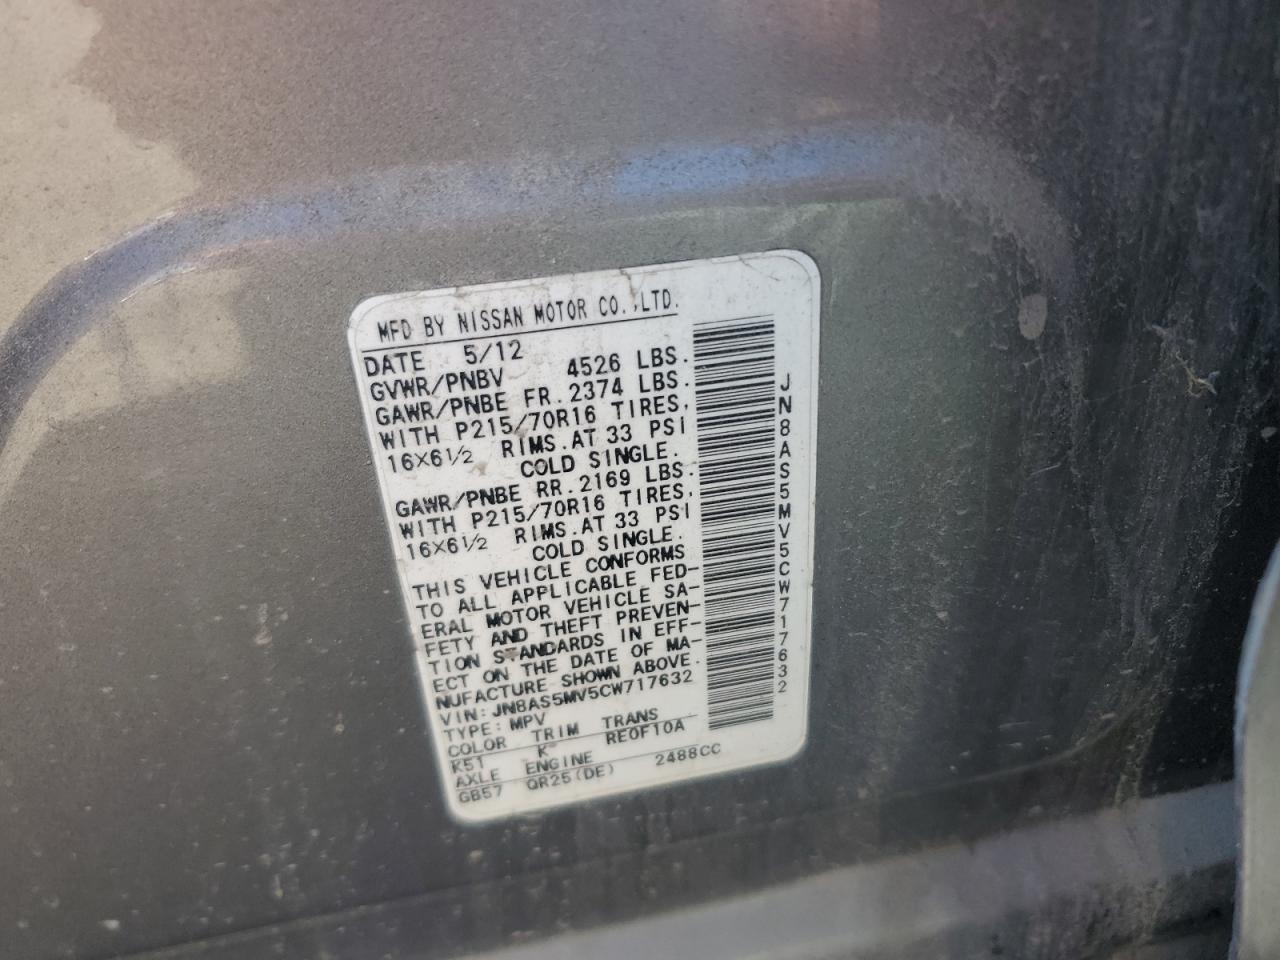 MFD BY NISSAN MOTOR CO.,LTD.
DATE 5/12
GVWR/PNBV 4526 LBS.
GAWR/PNBE FR.2374 LBS.
WITH P215/70R16 TIRES,
16×6½ RIMS.AT 33 PSI
COLD SINGLE.
GAWR/PNBE RR.2169 LBS.
WITH P215/70R16 TIRES,
16×6½ RIMS.AT 33 PSI
COLD SINGLE.
THIS VEHICLE CONFORMS
TO ALL APPLICABLE FED-
ERAL MOTOR VEHICLE SA-
FETY AND THEFT PREVEN-
TION STANDARDS IN EFF-
ECT ON THE DATE OF MA-
NUFACTURE SHOWN ABOVE.
VIN:JN8AS5MV5CW717632
TYPE:MPV
COLOR TRIM TRANS
K51 K RE0F10A
AXLE ENGINE
GB57 QR25(DE) 2488CC
JN8AS5MV5CW717632